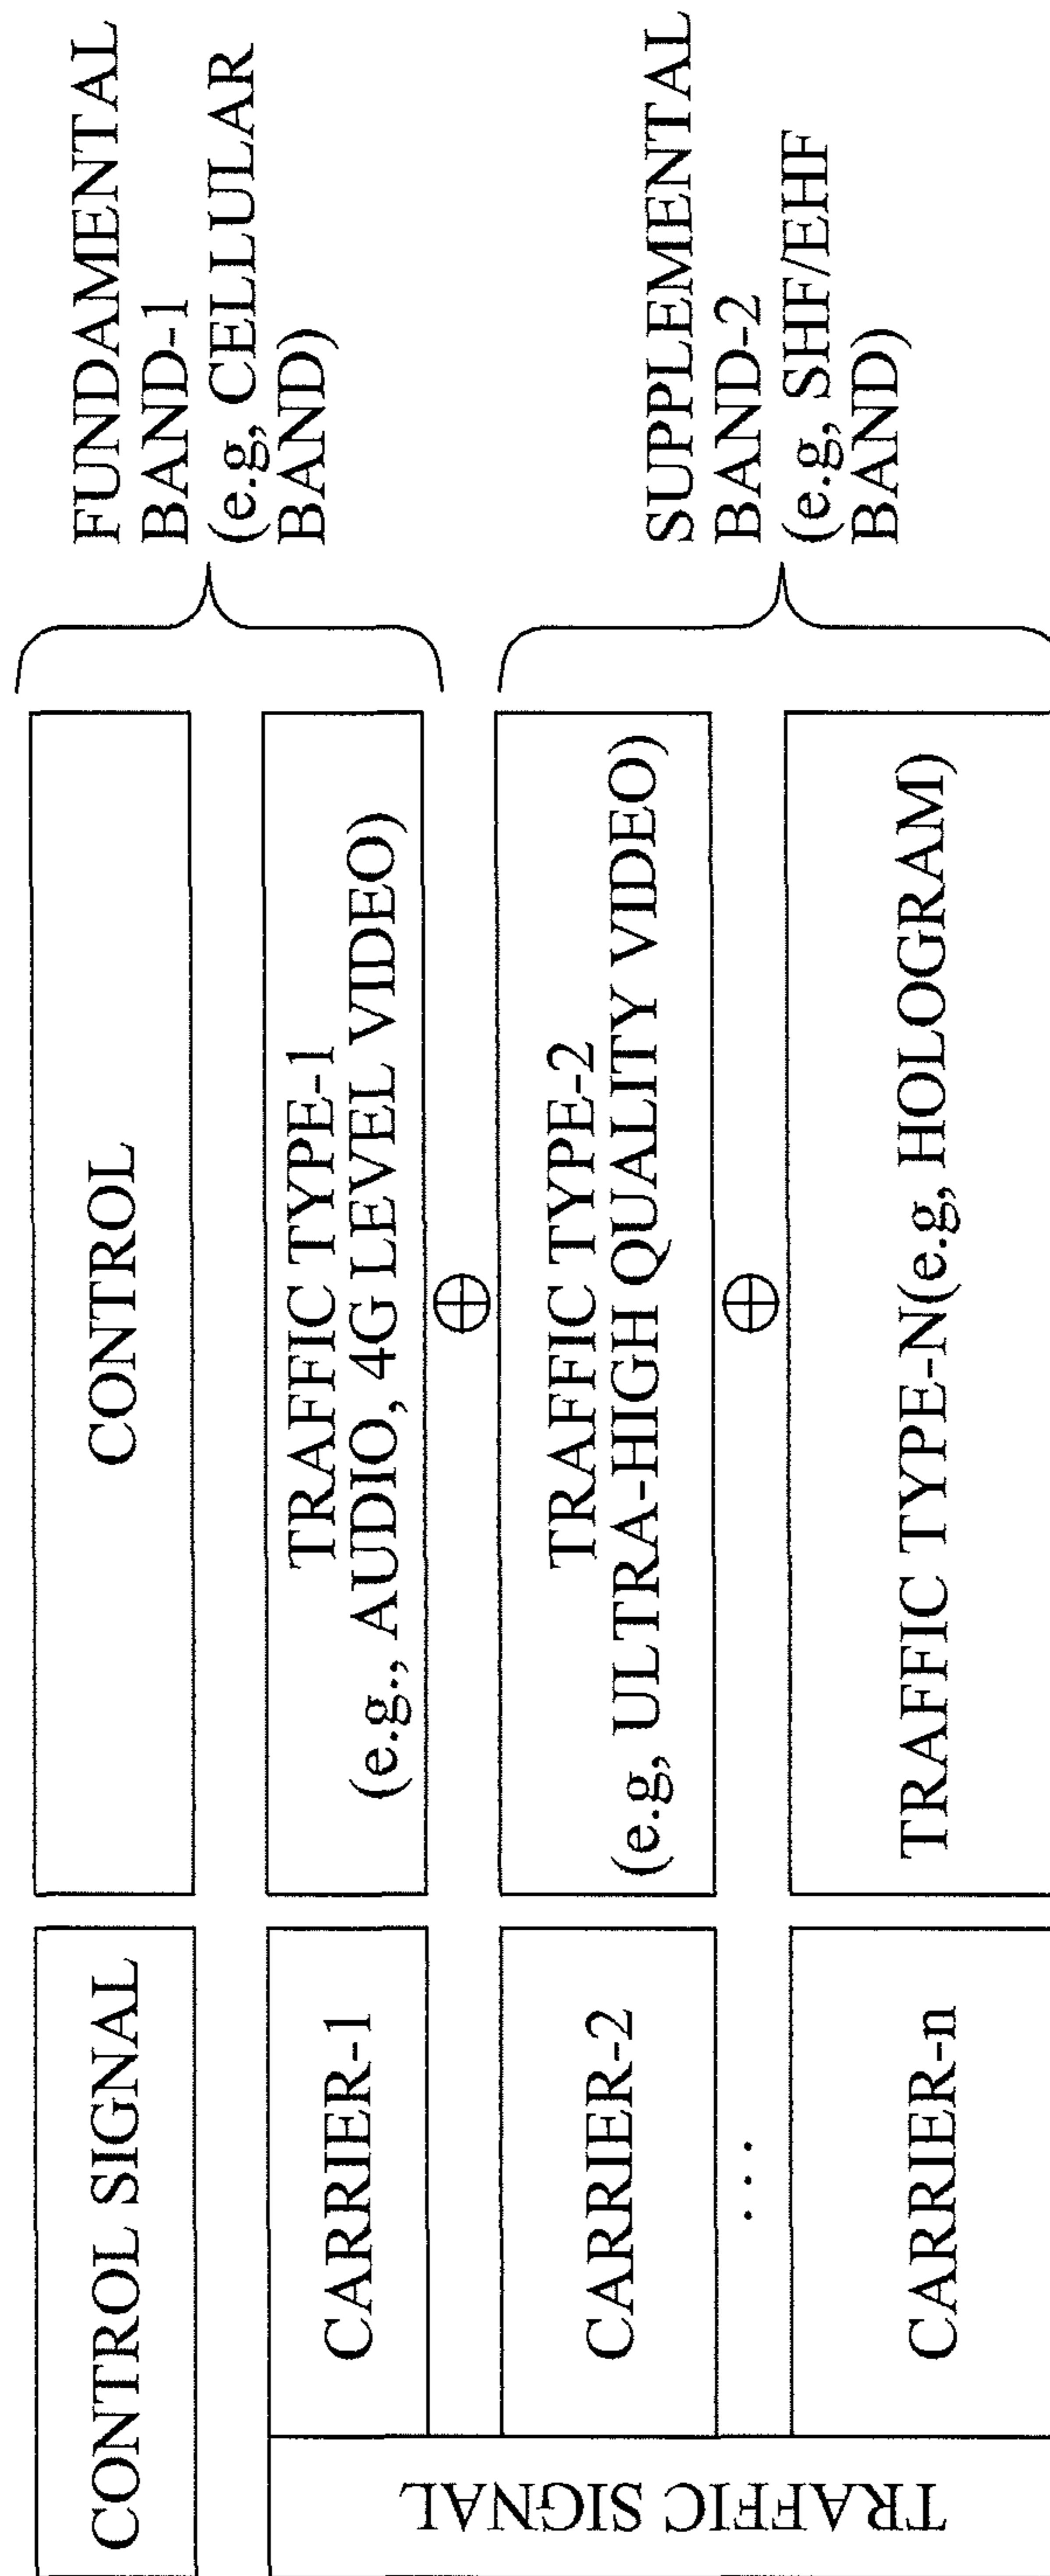 CONTROL SIGNAL
CONTROL
FUNDAMENTAL
BAND-1
(e.g, CELLULAR
BAND)
TRAFFIC SIGNAL
CARRIER-1
TRAFFIC TYPE-1
(e.g., AUDIO, 4G LEVEL VIDEO)
CARRIER-2
TRAFFIC TYPE-2
(e.g, ULTRA-HIGH QUALITY VIDEO)
SUPPLEMENTAL
BAND-2
(e.g, SHF/EHF
BAND)
...
CARRIER-n
TRAFFIC TYPE-N(e.g, HOLOGRAM)